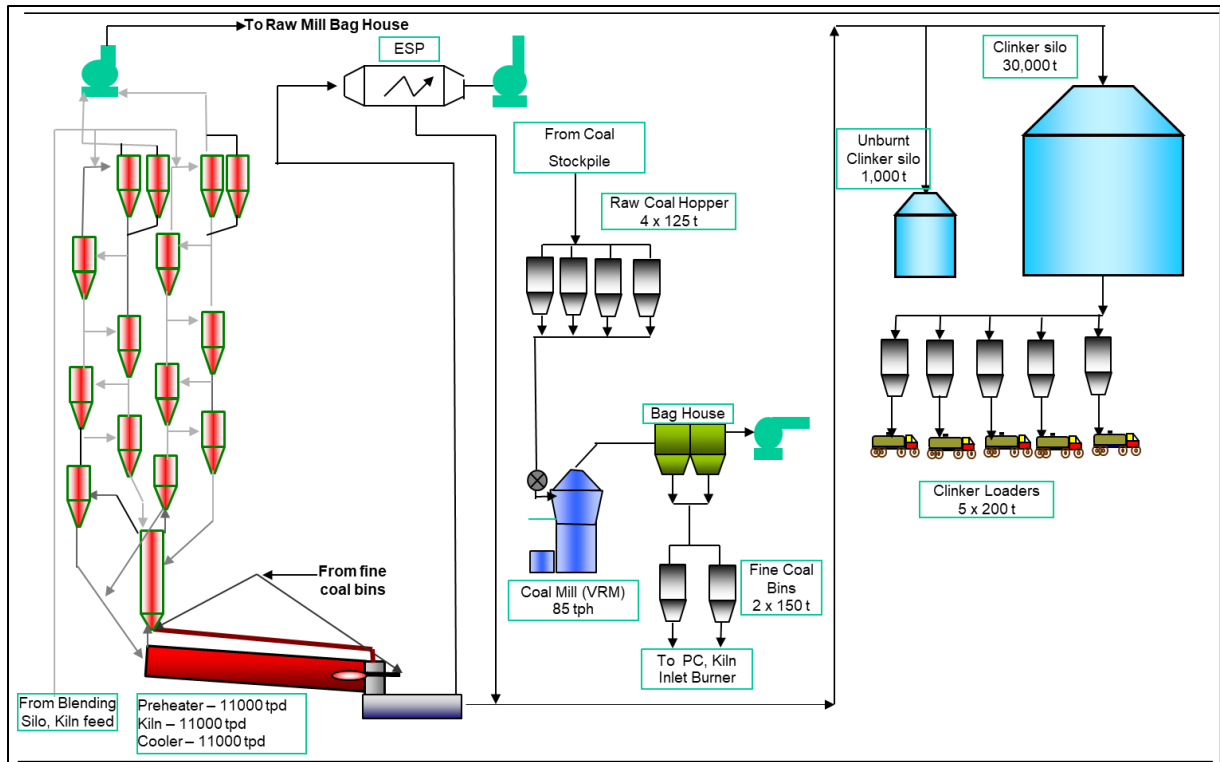 To Raw Mill Bag House
ESP
Clinker silo
30,000 t
From Coal
Stockpile
Unburnt
Clinker silo
1,000 t
Raw Coal Hopper
4 x 125 t
Bag House
Clinker Loaders
5 x 200 t
From fine
coal bins
Coal Mill (VRM)
85 tph
Fine Coal
Bins
2 x 150 t
To PC, Kiln
Inlet Burner
From Blending
Silo, Kiln feed
Preheater – 11000 tpd
Kiln – 11000 tpd
Cooler – 11000 tpd